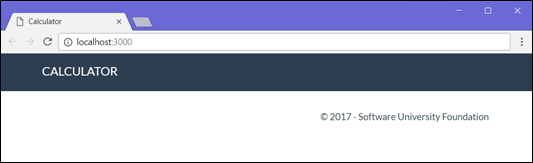 Calculator
localhost:3000
CALCULATOR
© 2017 - Software University Foundation